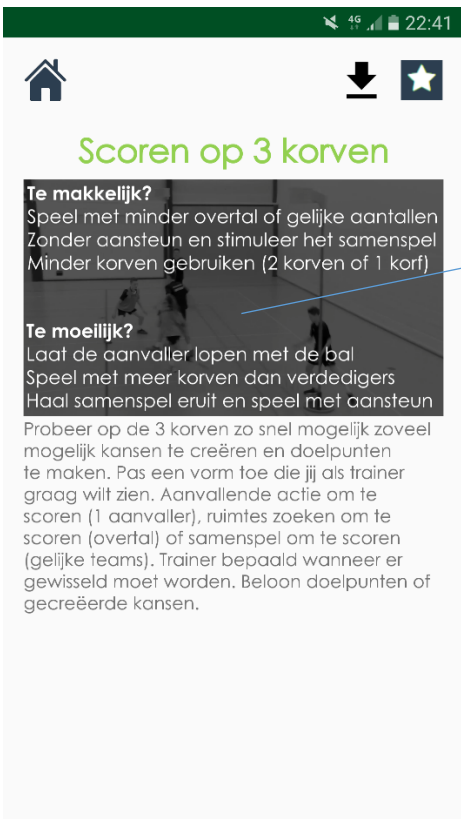 4G 22:41
Scoren op 3 korven
Te makkelijk?
Speel met minder overtal of gelijke aantallen
Zonder aansteun en stimuleer het samenspel
Minder korven gebruiken (2 korven of 1 korf)
Te moeilijk?
Laat de aanvaller lopen met de bal
Speel met meer korven dan verdedigers
Haal samenspel eruit en speel met aansteun
Probeer op de 3 korven zo snel mogelijk zoveel
mogelijk kansen te creëren en doelpunten
te maken. Pas een vorm toe die jij als trainer
graag wilt zien. Aanvallende actie om te
scoren (1 aanvaller), ruimtes zoeken om te
scoren (overtal) of samenspel om te scoren
(gelijke teams). Trainer bepaald wanneer er
gewisseld moet worden. Beloon doelpunten of
gecreëerde kansen.